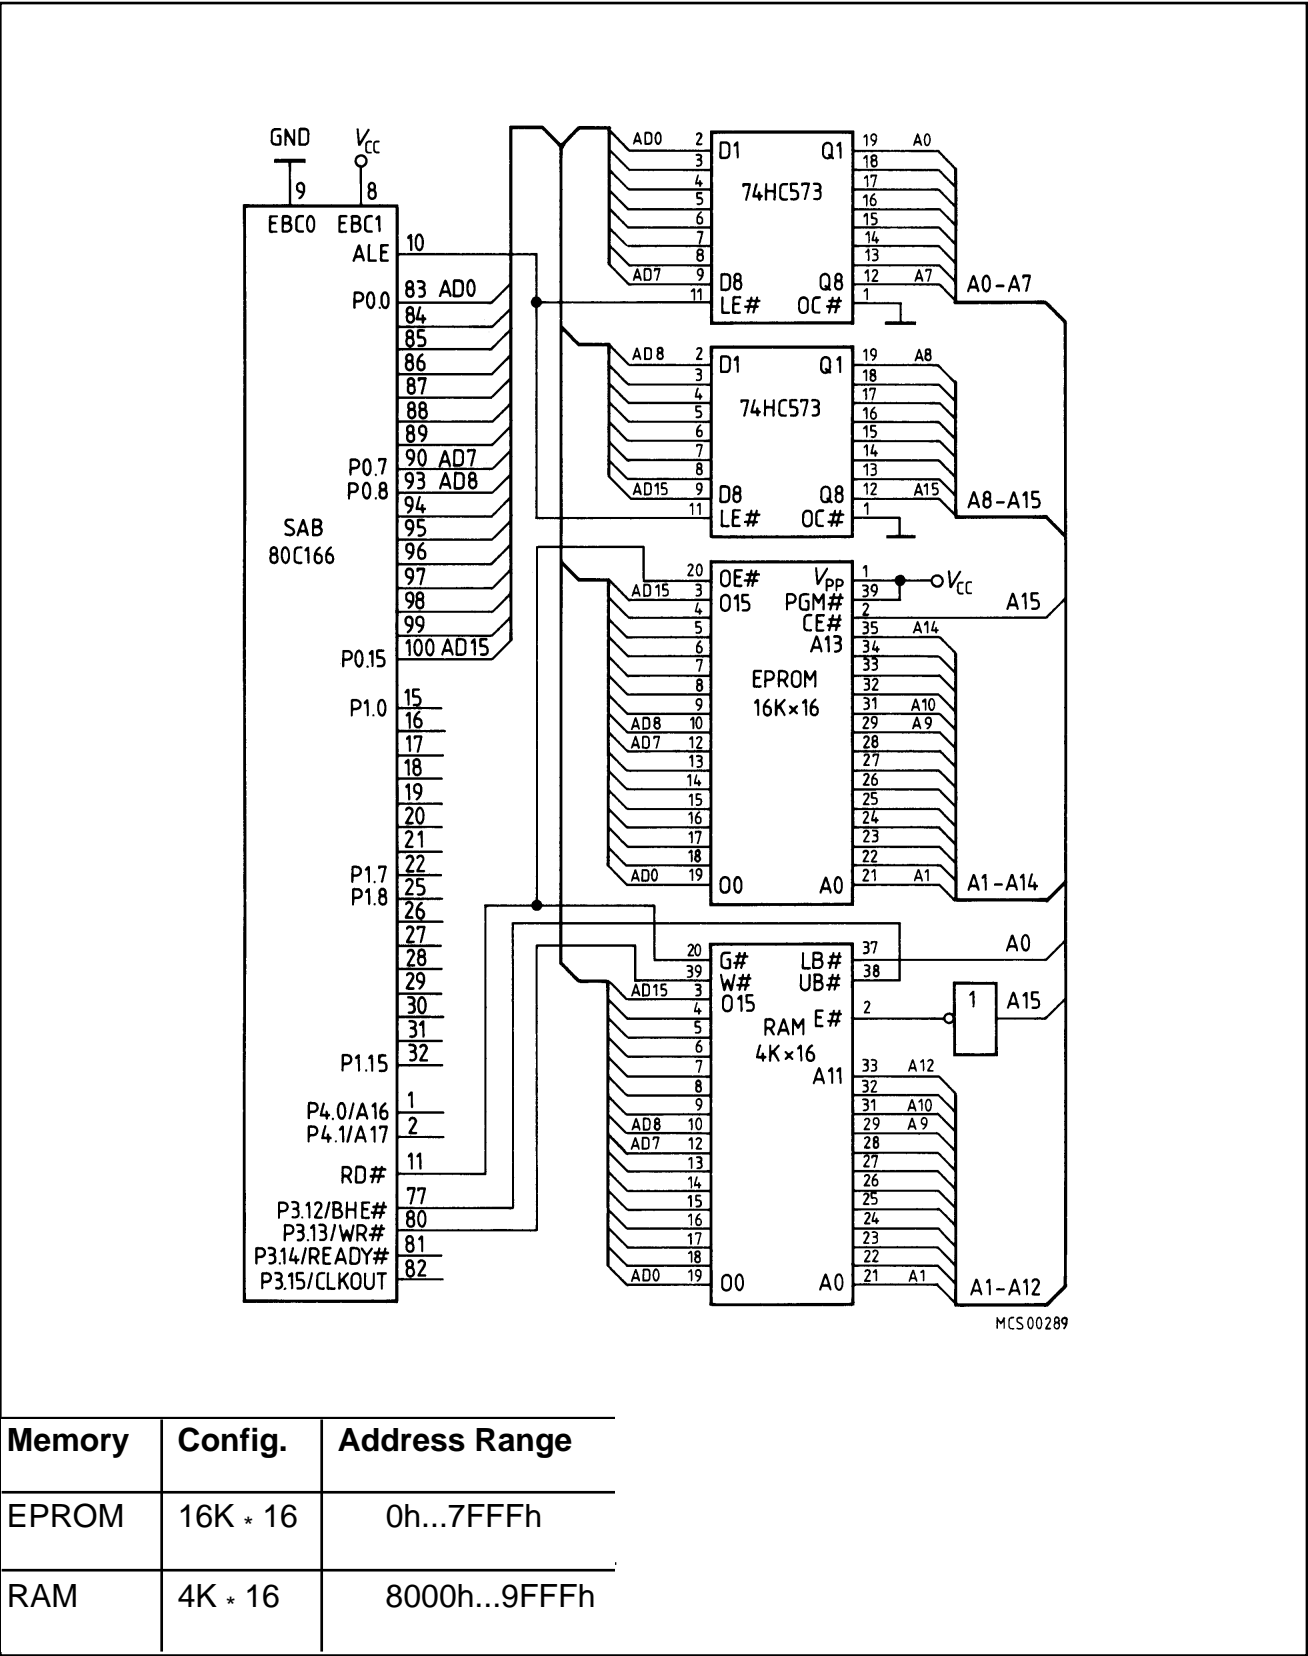 GND VCC
9 8
EBC0 EBC1
ALE 10
P0.0 83 AD0
84
85
86
87
88
89
P0.7 90 AD7
P0.8 93 AD8
94
95
96
97
98
99
P0.15 100 AD15
SAB
80C166
P1.0 15
16
17
18
19
20
21
P1.7 22
P1.8 25
26
27
28
29
30
31
P1.15 32
P4.0/A16 1
P4.1/A17 2
RD# 11
P3.12/BHE# 77
P3.13/WR# 80
P3.14/READY# 81
P3.15/CLKOUT 82
AD0 2 D1 Q1 19 A0
3 18
4 74HC573 17
5 16
6 15
7 14
8 13
AD7 9 D8 Q8 12 A7
11 LE# OC# 1
A0-A7
AD8 2 D1 Q1 19 A8
3 18
4 74HC573 17
5 16
6 15
7 14
8 13
AD15 9 D8 Q8 12 A15
11 LE# OC# 1
A8-A15
20 OE# VPP 1 VCC
AD15 3 O15 PGM# 39
4 CE# 2 A15
5 A13 35 A14
6 34
7 33
8 EPROM 32
9 16K×16 31 A10
AD8 10 29 A9
AD7 12 28
13 27
14 26
15 25
16 24
17 23
18 22
AD0 19 O0 A0 21 A1
A1-A14
20 G# LB# 37 A0
39 W# UB# 38
AD15 3 O15
4 RAM E# 2 1 A15
5 4K×16
6
7 A11 33 A12
8 32
9 31 A10
AD8 10 29 A9
AD7 12 28
13 27
14 26
15 25
16 24
17 23
18 22
AD0 19 O0 A0 21 A1
A1-A12
MCS00289
Memory Config. Address Range
EPROM 16K * 16 0h...7FFFh
RAM 4K * 16 8000h...9FFFh